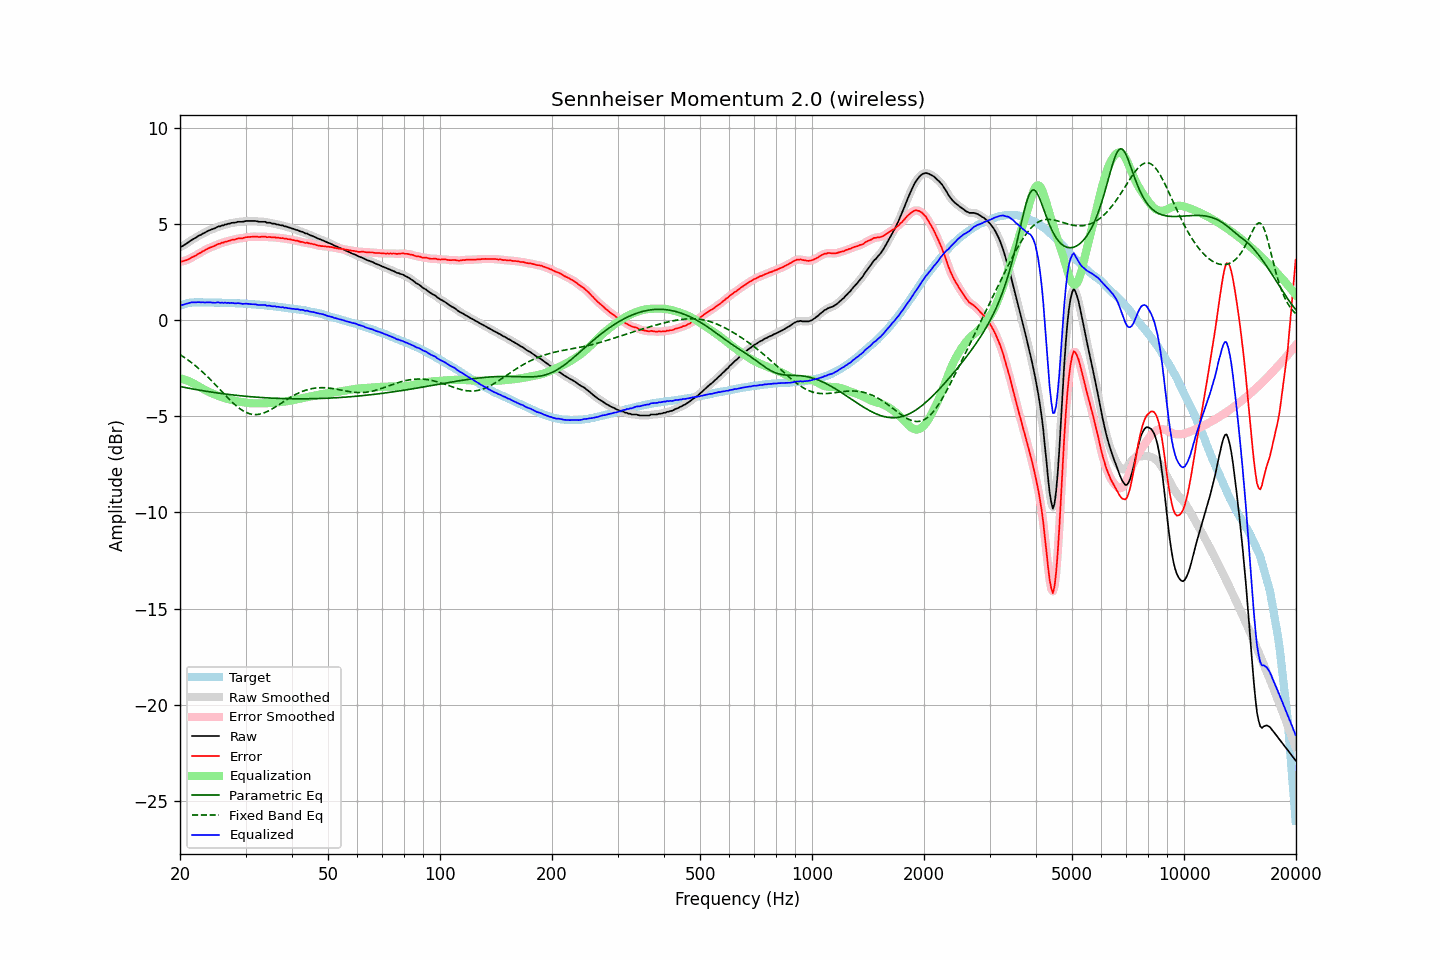 Sennheiser Momentum 2.0 (wireless)
10
5
0
−5
−10
−15
−20
−25
Amplitude (dBr)
Target
Raw Smoothed
Error Smoothed
Raw
Error
Equalization
Parametric Eq
Fixed Band Eq
Equalized
20
50
100
200
500
1000
2000
5000
10000
20000
Frequency (Hz)